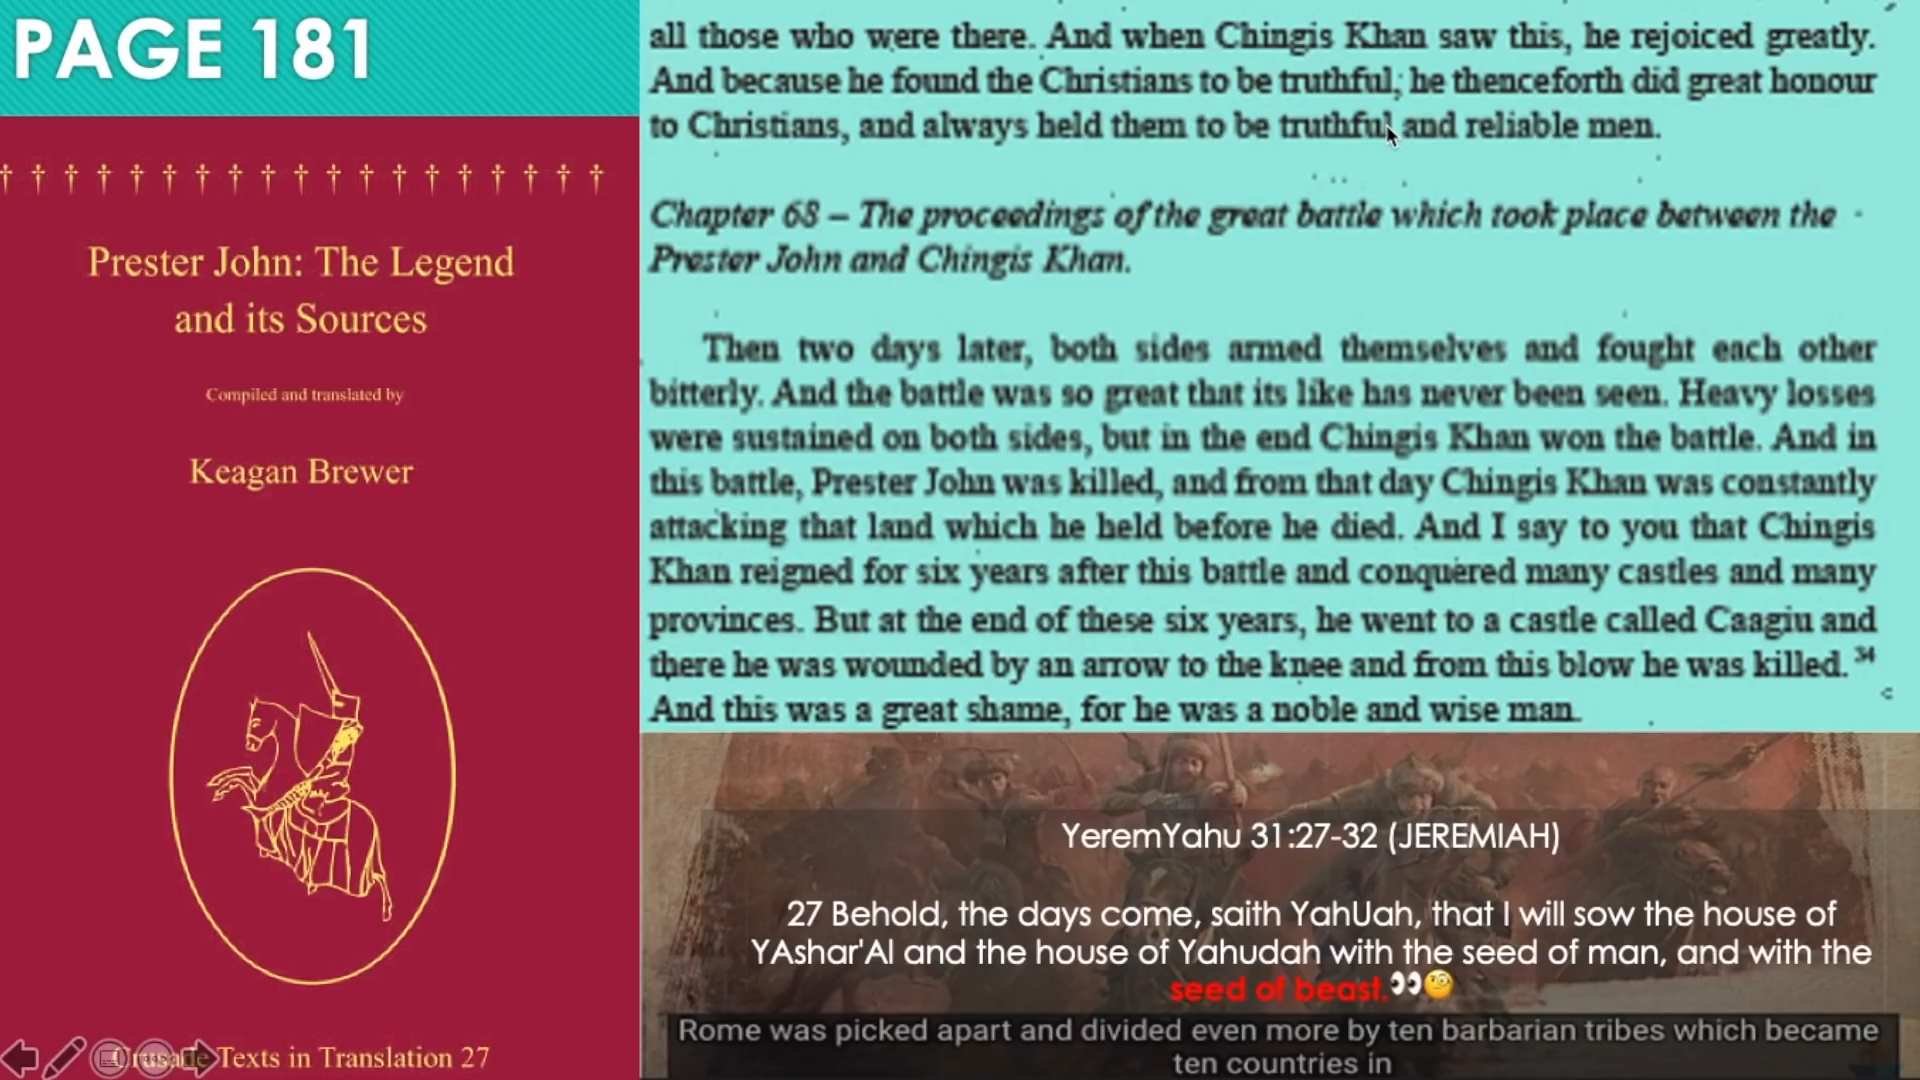 PAGE 181
Prester John: The Legend
and its Sources
Compiled and translated by
Keagan Brewer
Crusade Texts in Translation 27
all those who were there. And when Chingis Khan saw this, he rejoiced greatly.
And because he found the Christians to be truthful, he thenceforth did great honour
to Christians, and always held them to be truthful and reliable men.
Chapter 68 – The proceedings of the great battle which took place between the
Prester John and Chingis Khan.
Then two days later, both sides armed themselves and fought each other
bitterly. And the battle was so great that its like has never been seen. Heavy losses
were sustained on both sides, but in the end Chingis Khan won the battle. And in
this battle, Prester John was killed, and from that day Chingis Khan was constantly
attacking that land which he held before he died. And I say to you that Chingis
Khan reigned for six years after this battle and conquered many castles and many
provinces. But at the end of these six years, he went to a castle called Caagiu and
there he was wounded by an arrow to the knee and from this blow he was killed.³⁴
And this was a great shame, for he was a noble and wise man.
YeremYahu 31:27-32 (JEREMIAH)
27 Behold, the days come, saith YahUah, that I will sow the house of
YAshar'Al and the house of Yahudah with the seed of man, and with the
seed of beast.👀🧐
Rome was picked apart and divided even more by ten barbarian tribes which became
ten countries in